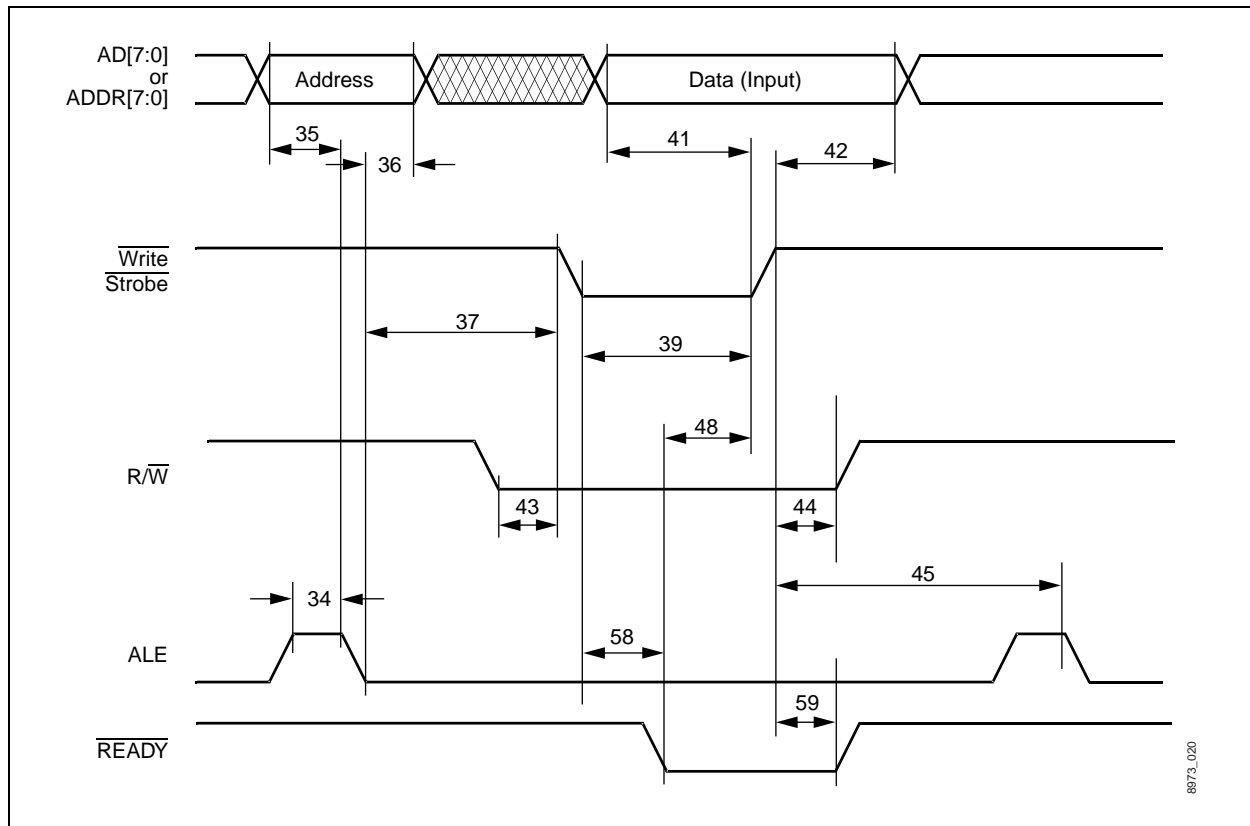 AD[7:0]
or
ADDR[7:0]
Address
Data (Input)
35
36
41
42
Write
Strobe
37
39
48
R/W
43
44
45
34
ALE
58
59
READY
8973_020